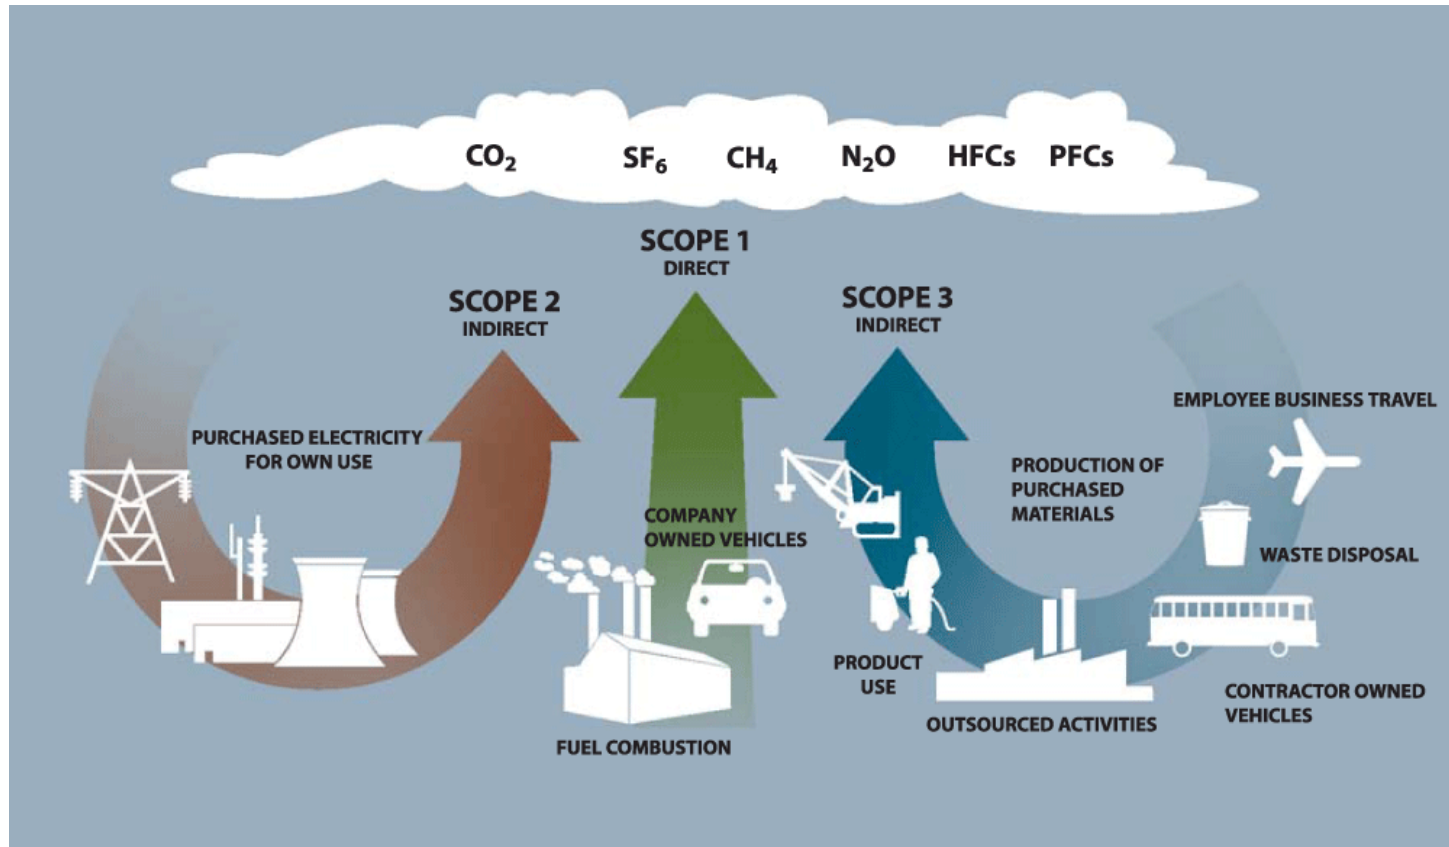 CO₂ SF₆ CH₄ N₂O HFCs PFCs
SCOPE 1
DIRECT
SCOPE 2
INDIRECT
SCOPE 3
INDIRECT
PURCHASED ELECTRICITY
FOR OWN USE
COMPANY
OWNED VEHICLES
FUEL COMBUSTION
EMPLOYEE BUSINESS TRAVEL
PRODUCTION OF
PURCHASED
MATERIALS
WASTE DISPOSAL
PRODUCT
USE
OUTSOURCED ACTIVITIES
CONTRACTOR OWNED
VEHICLES